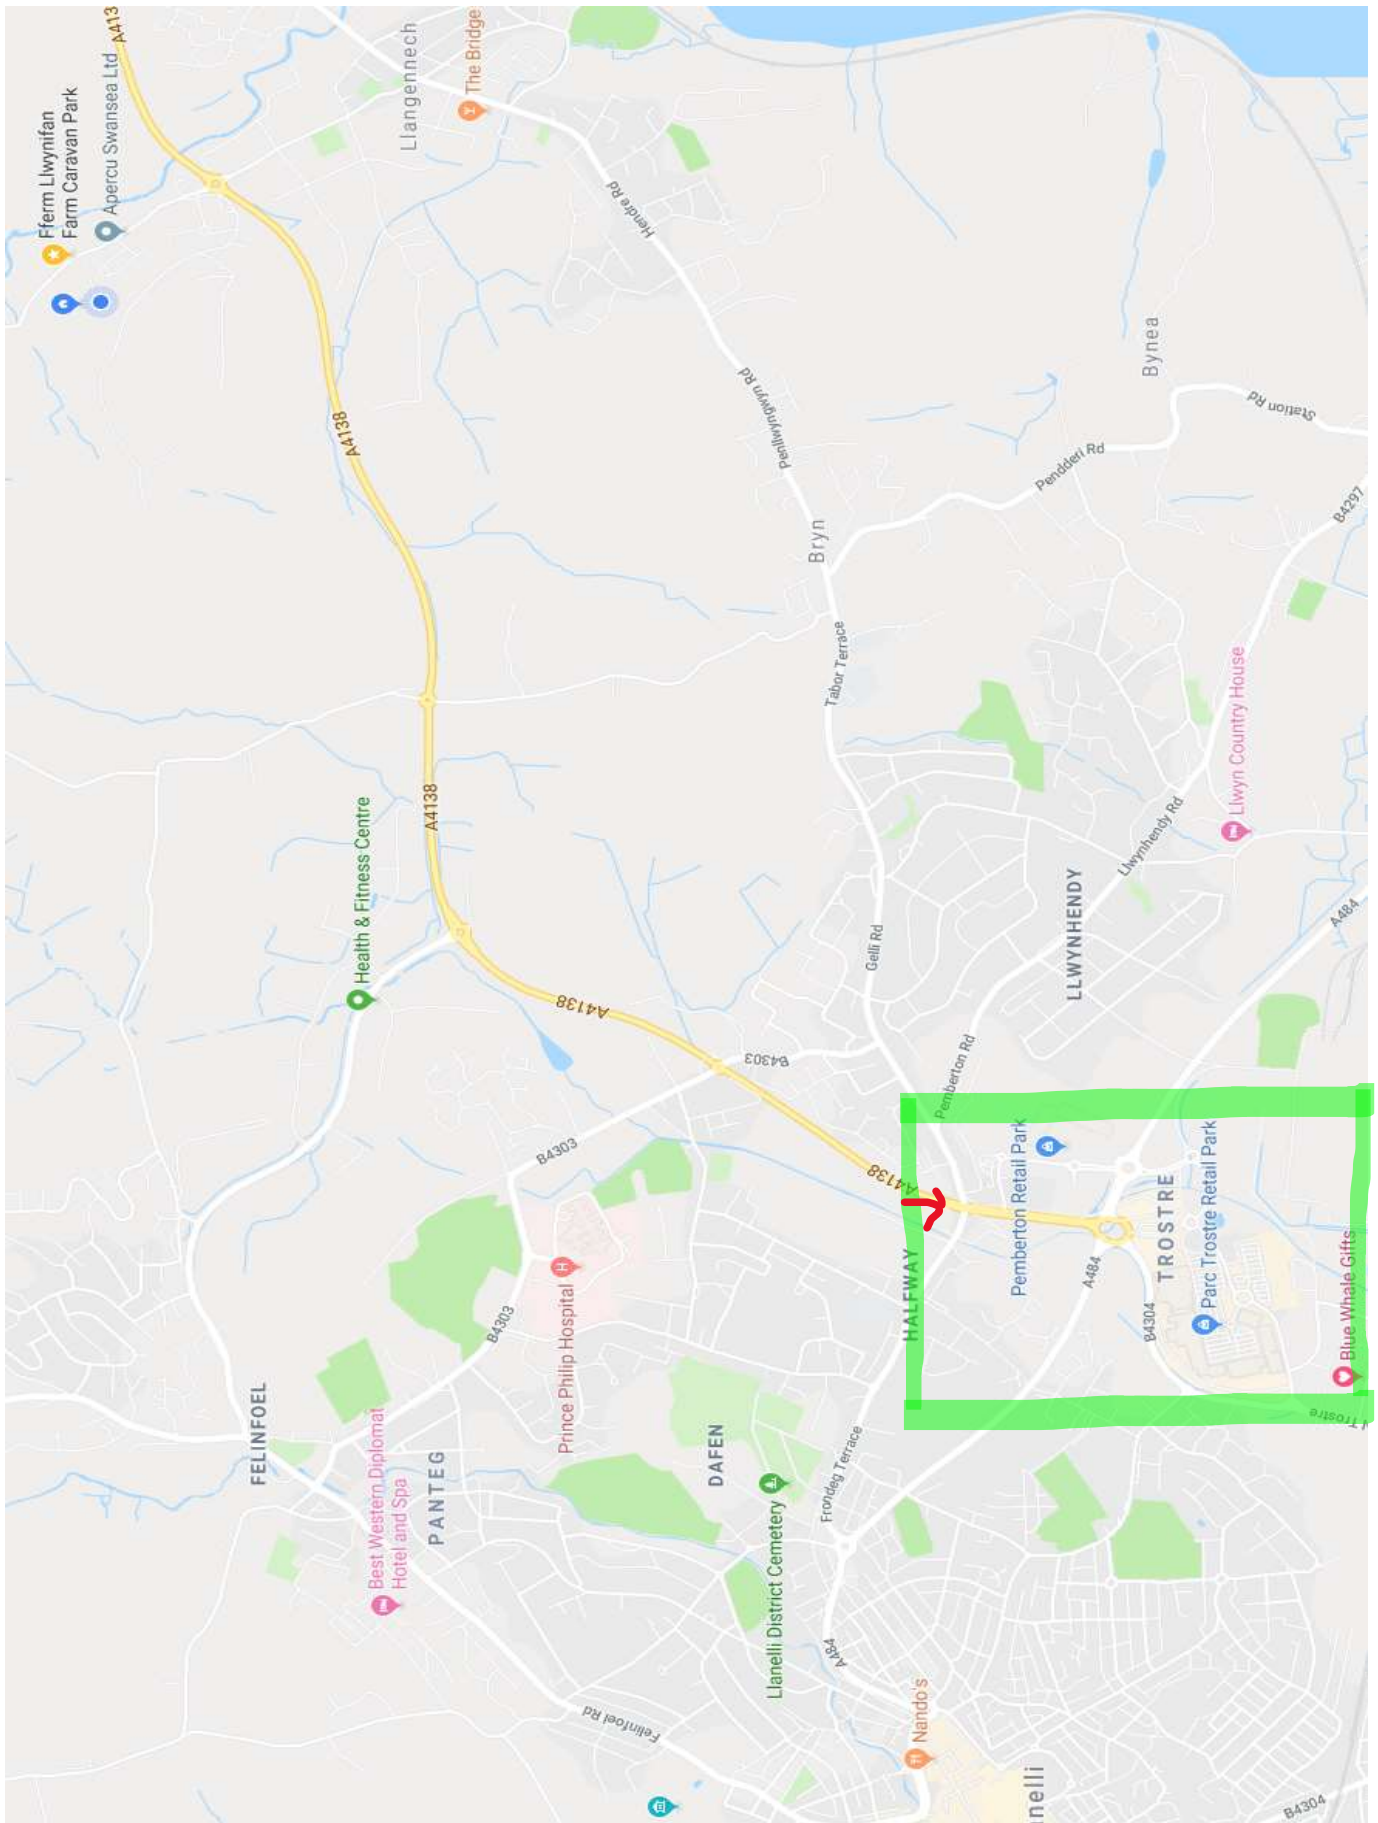 Fferm Llwynifan
Farm Caravan Park
Apercu Swansea Ltd
A413
Llangennech
The Bridge
Hendre Rd
A4138
Penllwyngwyn Rd
Bynea
Station Rd
Pendderi Rd
B4297
Bryn
Tabor Terrace
Llwyn Country House
A4138
Health & Fitness Centre
Llwynhendy Rd
LLWYNHENDY
Gelli Rd
A484
A4138
B4303
Pemberton Rd
B4303
A4138
Pemberton Retail Park
Parc Trostre Retail Park
TROSTRE
HALFWAY
A484
B4304
Blue Whale Gifts
Trostre
Prince Philip Hospital
B4303
FELINFOEL
Best Western Diplomat
Hotel and Spa
PANTEG
DAFEN
Llanelli District Cemetery
Frondeg Terrace
A484
Felinfoel Rd
Nando's
nelli
B4304